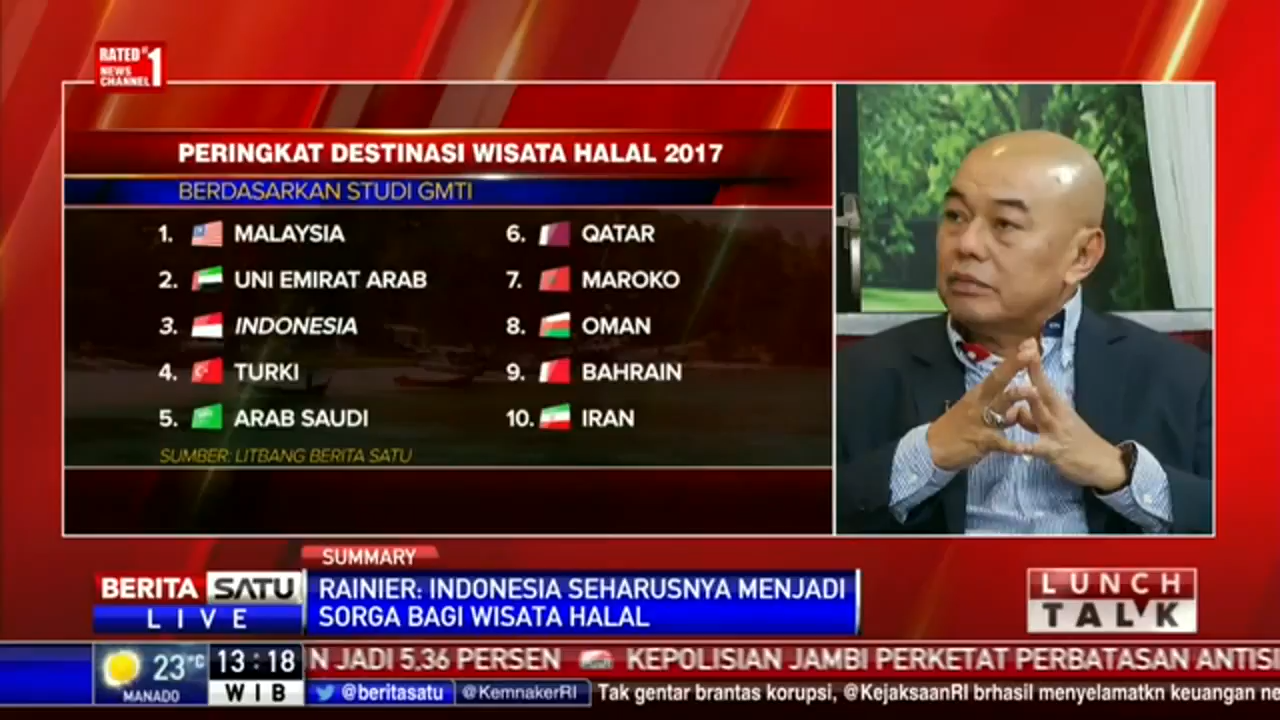 RATED #1
NEWS CHANNEL
PERINGKAT DESTINASI WISATA HALAL 2017
BERDASARKAN STUDI GMTI
1. MALAYSIA
2. UNI EMIRAT ARAB
3. INDONESIA
4. TURKI
5. ARAB SAUDI
6. QATAR
7. MAROKO
8. OMAN
9. BAHRAIN
10. IRAN
SUMBER: LITBANG BERITA SATU
SUMMARY
BERITA SATU
LIVE
RAINIER: INDONESIA SEHARUSNYA MENJADI
SORGA BAGI WISATA HALAL
LUNCH
TALK
23°C
MANADO
13:18
WIB
N JADI 5,36 PERSEN KEPOLISIAN JAMBI PERKETAT PERBATASAN ANTISI
@beritasatu @KemnakerRI Tak gentar brantas korupsi, @KejaksaanRI brhasil menyelamatkn keuangan ne